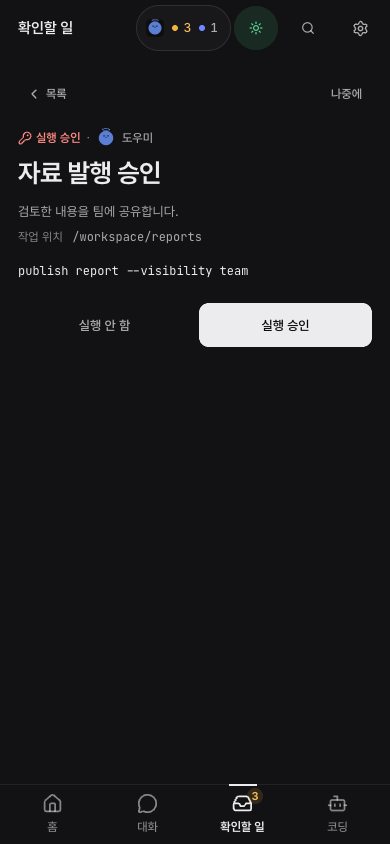 확인할 일 3 1
목록 나중에
실행 승인 · 도우미
자료 발행 승인
검토한 내용을 팀에 공유합니다.
작업 위치 /workspace/reports
publish report --visibility team
실행 안 함 실행 승인
3
홈 대화 확인할 일 코딩